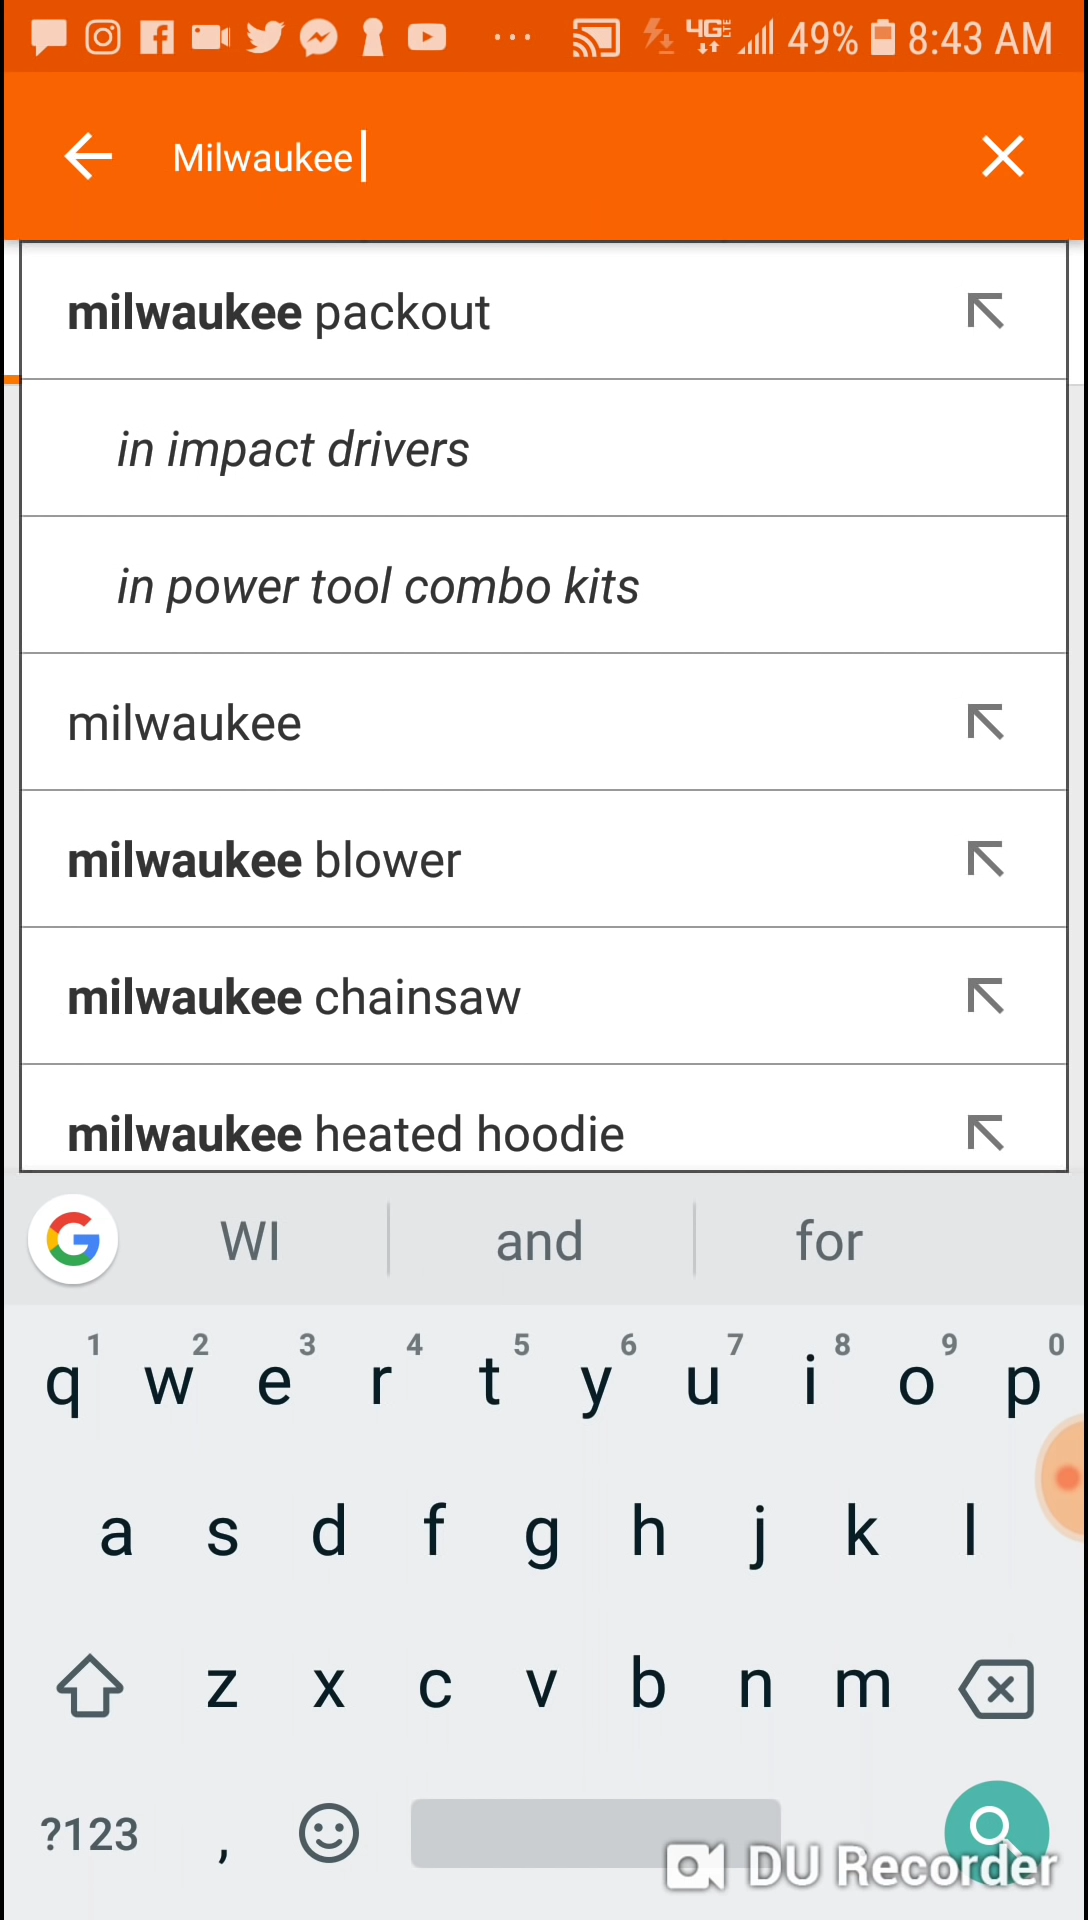 49% 8:43 AM
Milwaukee
milwaukee packout
in impact drivers
in power tool combo kits
milwaukee
milwaukee blower
milwaukee chainsaw
milwaukee heated hoodie
WI and for
1 2 3 4 5 6 7 8 9 0
q w e r t y u i o p
a s d f g h j k l
z x c v b n m
?123 ,
DU Recorder